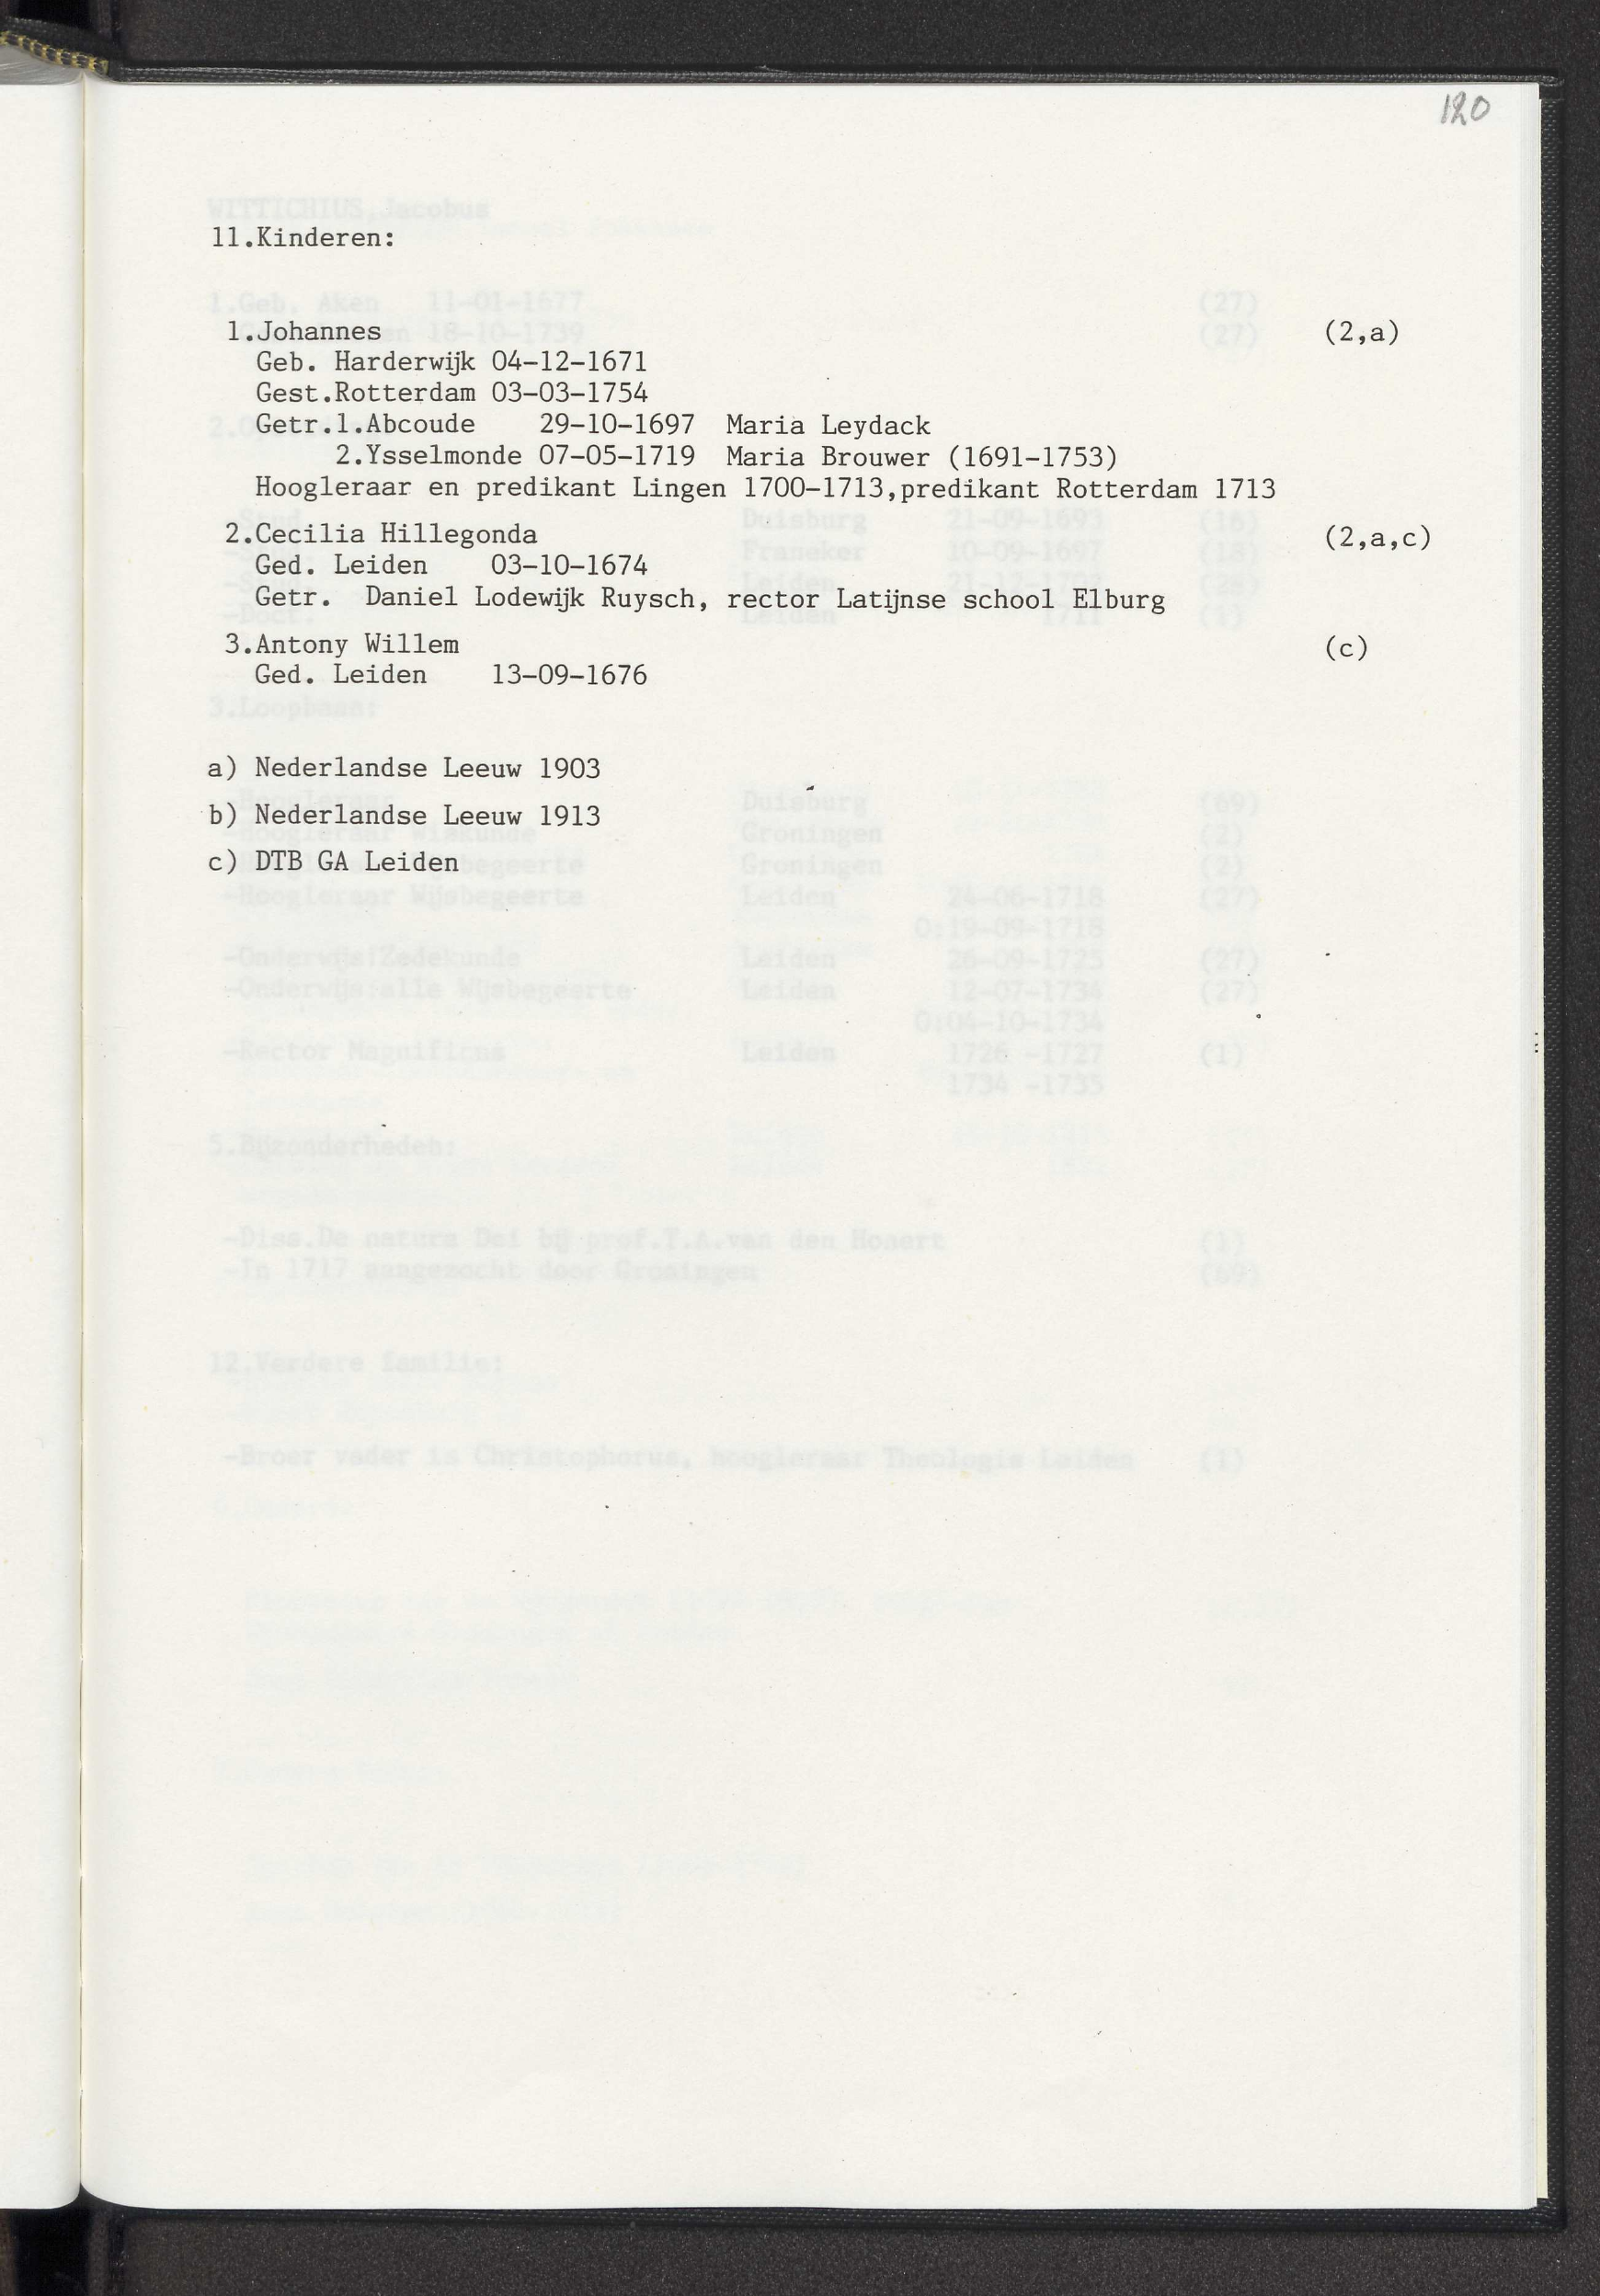 120
11.Kinderen:
1.Johannes (2,a)
Geb. Harderwijk 04-12-1671
Gest.Rotterdam 03-03-1754
Getr.1.Abcoude 29-10-1697 Maria Leydack
2.Ysselmonde 07-05-1719 Maria Brouwer (1691-1753)
Hoogleraar en predikant Lingen 1700-1713,predikant Rotterdam 1713
2.Cecilia Hillegonda (2,a,c)
Ged. Leiden 03-10-1674
Getr. Daniel Lodewijk Ruysch, rector Latijnse school Elburg
3.Antony Willem (c)
Ged. Leiden 13-09-1676
a) Nederlandse Leeuw 1903
b) Nederlandse Leeuw 1913
c) DTB GA Leiden